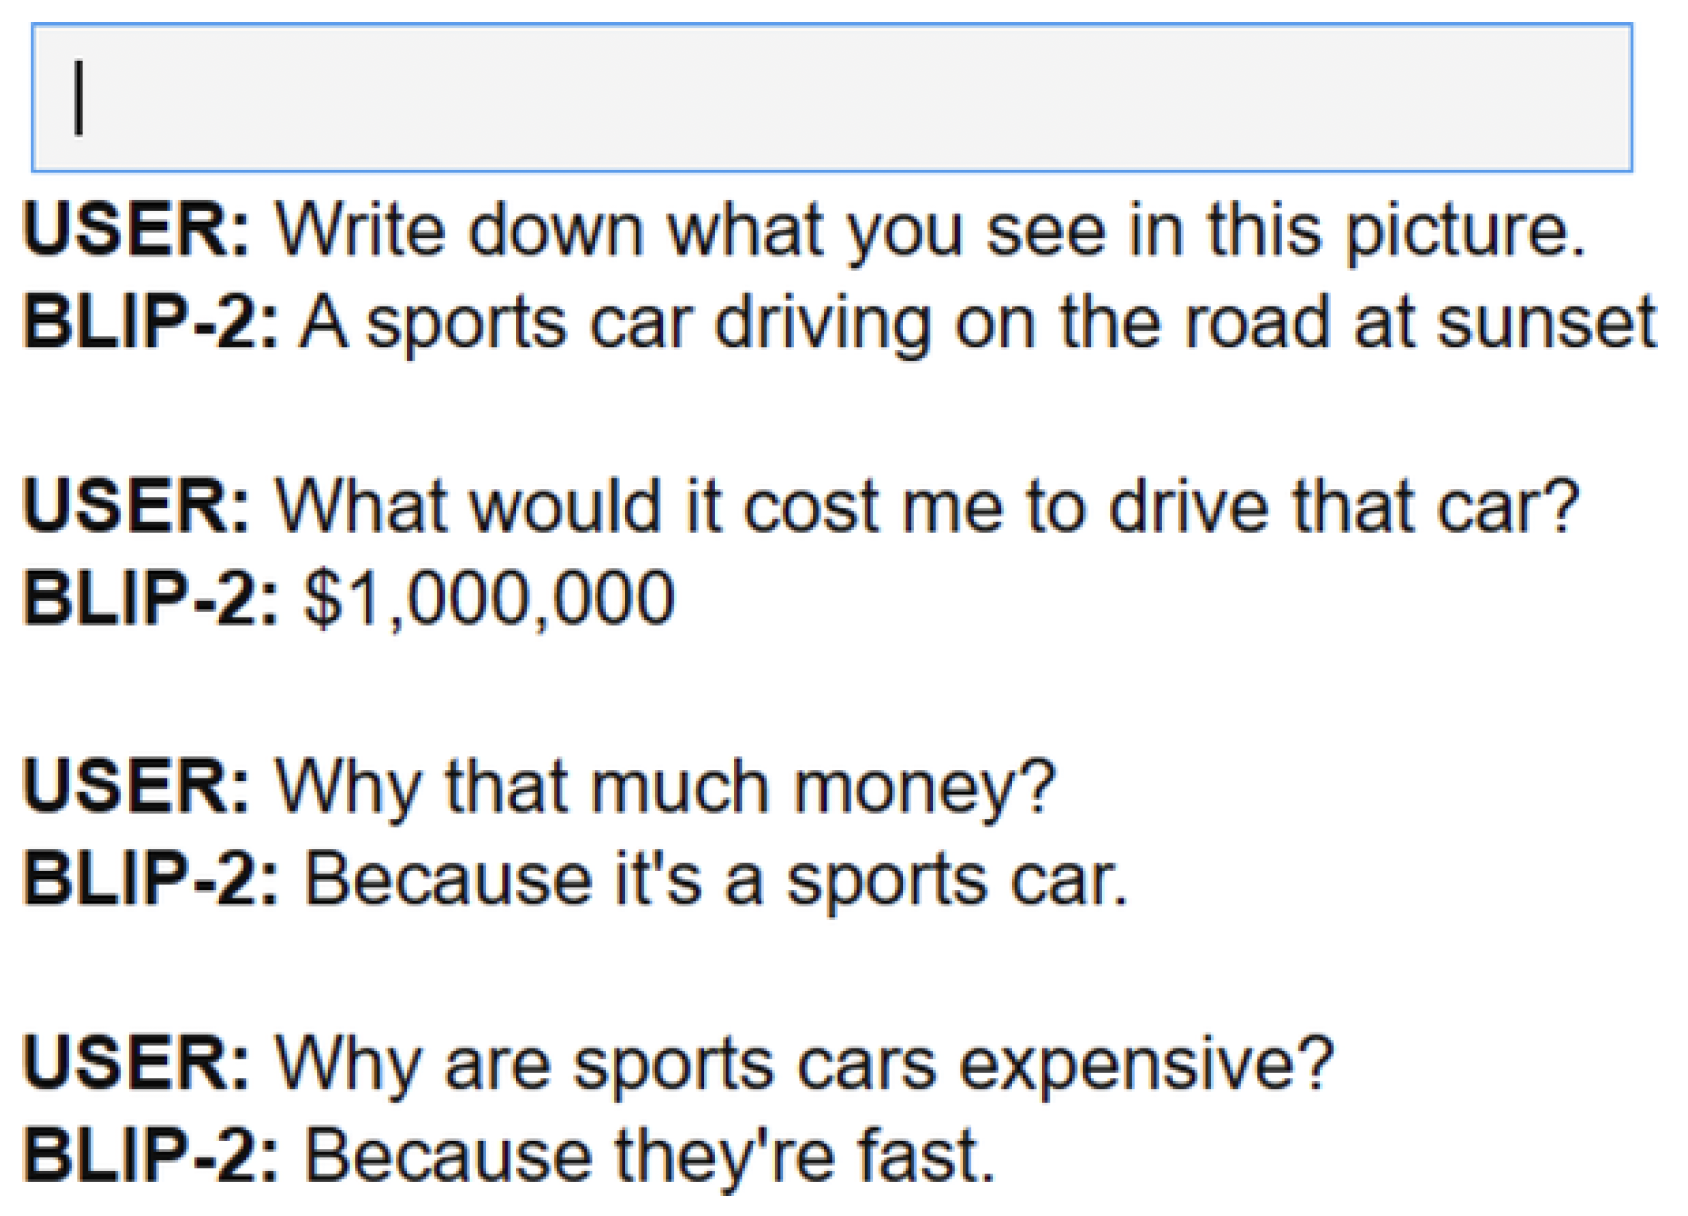 USER: Write down what you see in this picture.
BLIP-2: A sports car driving on the road at sunset
USER: What would it cost me to drive that car?
BLIP-2: $1,000,000
USER: Why that much money?
BLIP-2: Because it's a sports car.
USER: Why are sports cars expensive?
BLIP-2: Because they're fast.